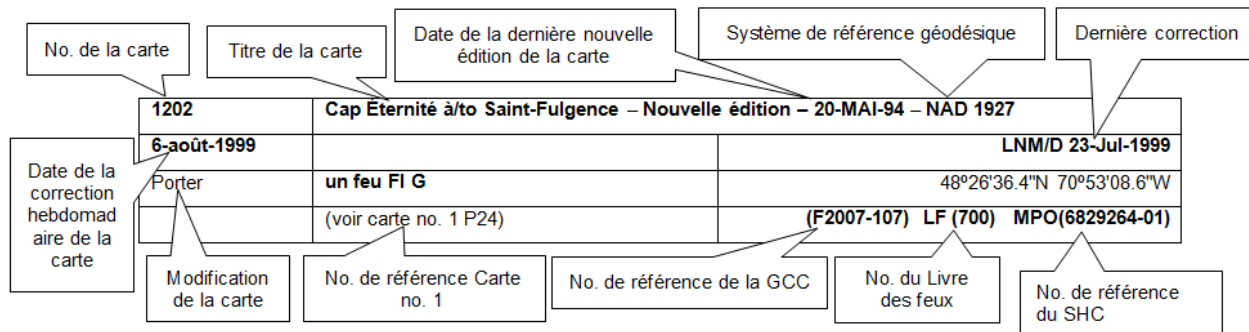 No. de la carte
Titre de la carte
Date de la dernière nouvelle
édition de la carte
Système de référence géodésique
Dernière correction
1202 Cap Éternité à/to Saint-Fulgence – Nouvelle édition – 20-MAI-94 – NAD 1927
6-août-1999 LNM/D 23-Jul-1999
Porter un feu Fl G 48º26'36.4"N 70º53'08.6"W
(voir carte no. 1 P24) (F2007-107) LF (700) MPO(6829264-01)
Date de la
correction
hebdomad
aire de la
carte
Modification
de la carte
No. de référence Carte
no. 1
No. de référence de la GCC
No. du Livre
des feux
No. de référence
du SHC